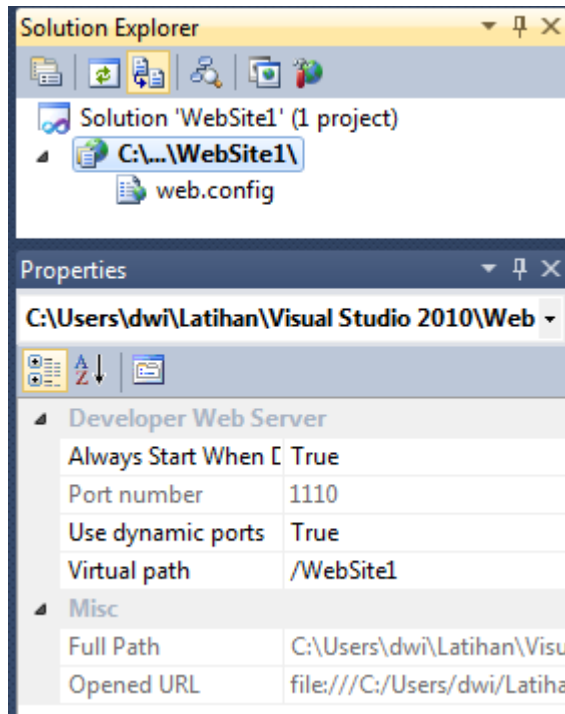 Solution Explorer
Solution 'WebSite1' (1 project)
C:\...\WebSite1\
web.config
Properties
C:\Users\dwi\Latihan\Visual Studio 2010\Web
Developer Web Server
Always Start When D True
Port number 1110
Use dynamic ports True
Virtual path /WebSite1
Misc
Full Path C:\Users\dwi\Latihan\Visu
Opened URL file:///C:/Users/dwi/Latiha